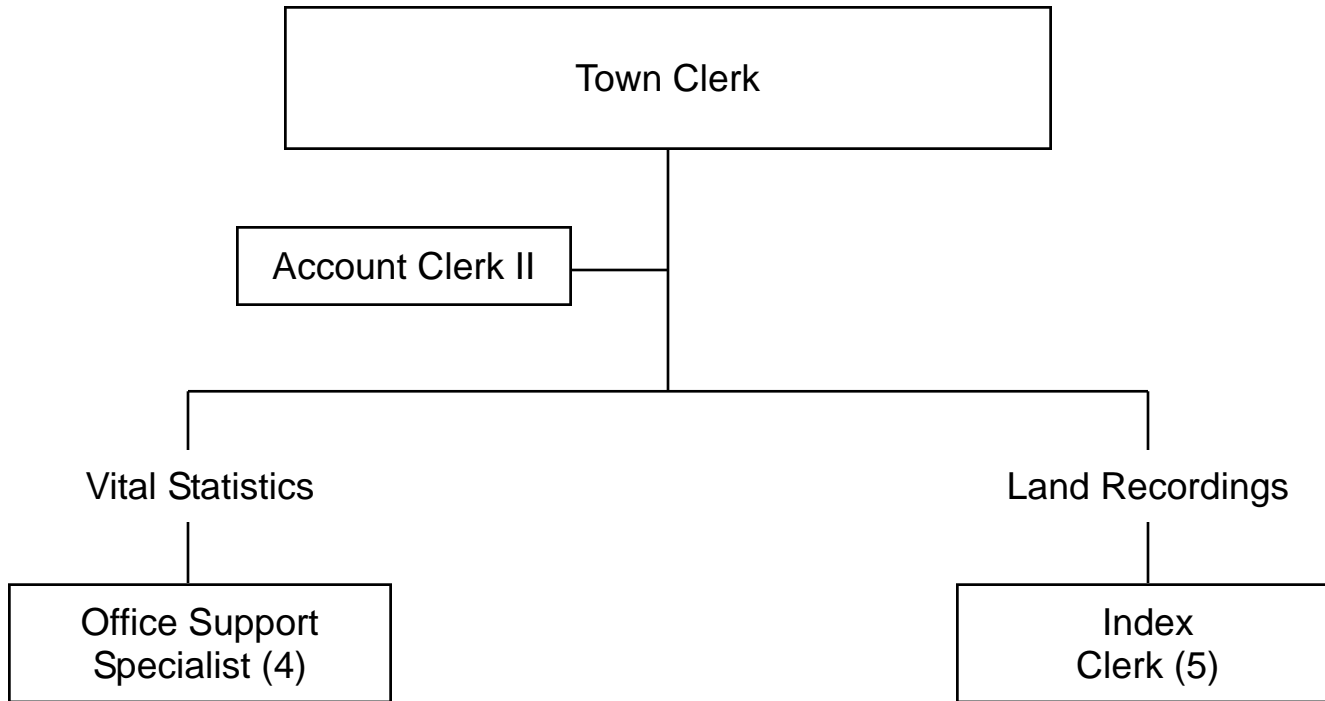 Town Clerk
Account Clerk II
Vital Statistics
Land Recordings
Office Support
Specialist (4)
Index
Clerk (5)